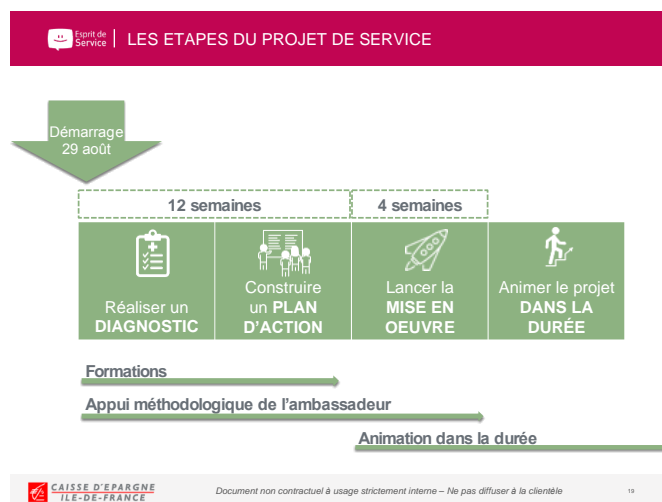 Esprit de
Service
LES ETAPES DU PROJET DE SERVICE
Démarrage
29 août
12 semaines
4 semaines
Réaliser un
DIAGNOSTIC
Construire
un PLAN
D'ACTION
Lancer la
MISE EN
OEUVRE
Animer le projet
DANS LA
DURÉE
Formations
Appui méthodologique de l'ambassadeur
Animation dans la durée
CAISSE D'EPARGNE
ILE-DE-FRANCE
Document non contractuel à usage strictement interne – Ne pas diffuser à la clientèle
19